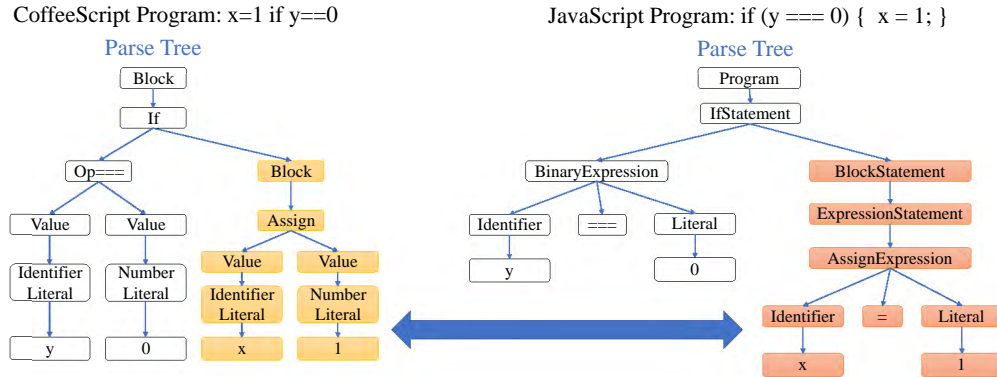 CoffeeScript Program: x=1 if y==0
Parse Tree
Block
If
Op===
Block
Value
Value
Assign
Identifier
Literal
Number
Literal
Value
Value
Identifier
Literal
Number
Literal
y
0
x
1
JavaScript Program: if (y === 0) { x = 1; }
Parse Tree
Program
IfStatement
BinaryExpression
BlockStatement
Identifier
===
Literal
ExpressionStatement
y
0
AssignExpression
Identifier
=
Literal
x
1